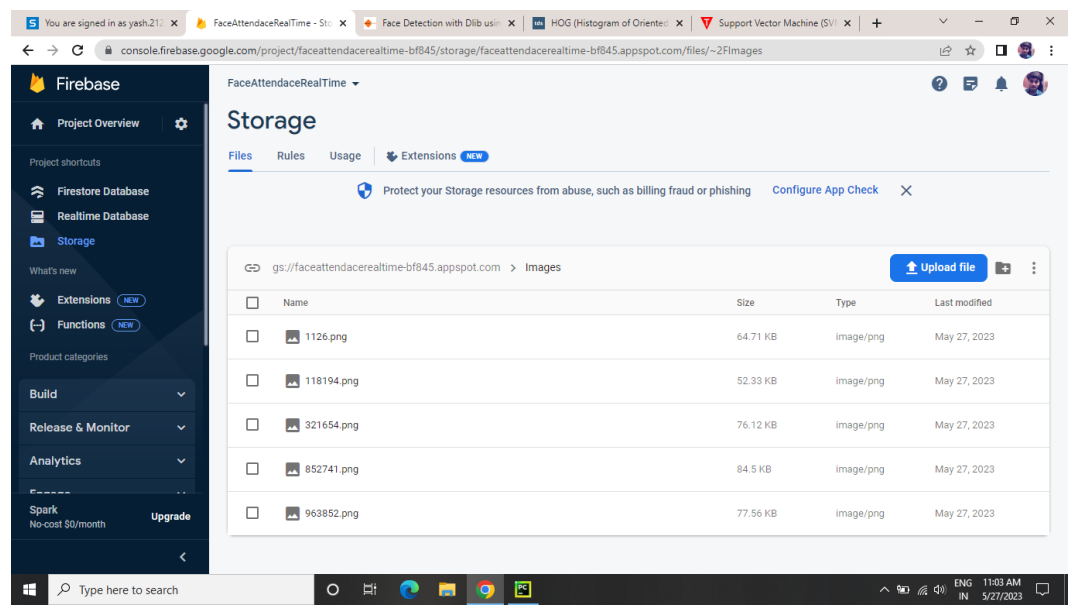 You are signed in as yash.212
FaceAttendaceRealTime - Sto
Face Detection with Dlib usin
HOG (Histogram of Oriented
Support Vector Machine (SV
console.firebase.google.com/project/faceattendacerealtime-bf845/storage/faceattendacerealtime-bf845.appspot.com/files/~2FImages
Firebase
Project Overview
Project shortcuts
Firestore Database
Realtime Database
Storage
What's new
Extensions NEW
Functions NEW
Product categories
Build
Release & Monitor
Analytics
Spark
No-cost $0/month
Upgrade
FaceAttendaceRealTime
Storage
Files Rules Usage Extensions NEW
Protect your Storage resources from abuse, such as billing fraud or phishing Configure App Check
gs://faceattendacerealtime-bf845.appspot.com > Images Upload file
Name Size Type Last modified
1126.png 64.71 KB image/png May 27, 2023
118194.png 52.33 KB image/png May 27, 2023
321654.png 76.12 KB image/png May 27, 2023
852741.png 84.5 KB image/png May 27, 2023
963852.png 77.56 KB image/png May 27, 2023
Type here to search
PC
ENG
IN
11:03 AM
5/27/2023